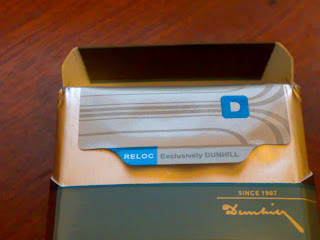 D
RELOC Exclusively DUNHILL
SINCE 1907
Dunhill